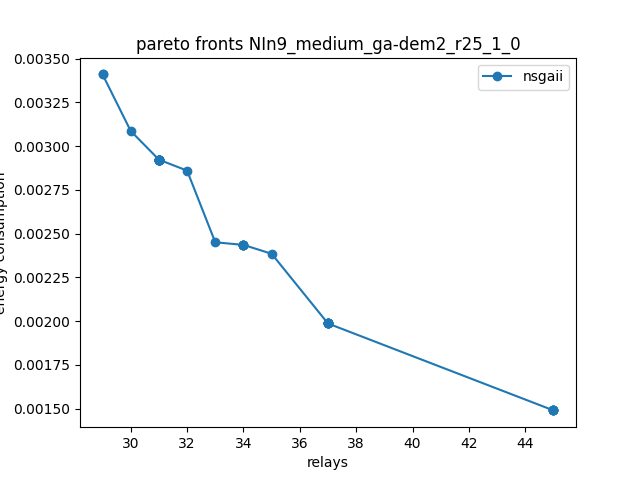 pareto fronts NIn9_medium_ga-dem2_r25_1_0
nsgaii
0.00350
0.00325
0.00300
0.00275
0.00250
0.00225
0.00200
0.00175
0.00150
energy consumption
30 32 34 36 38 40 42 44
relays